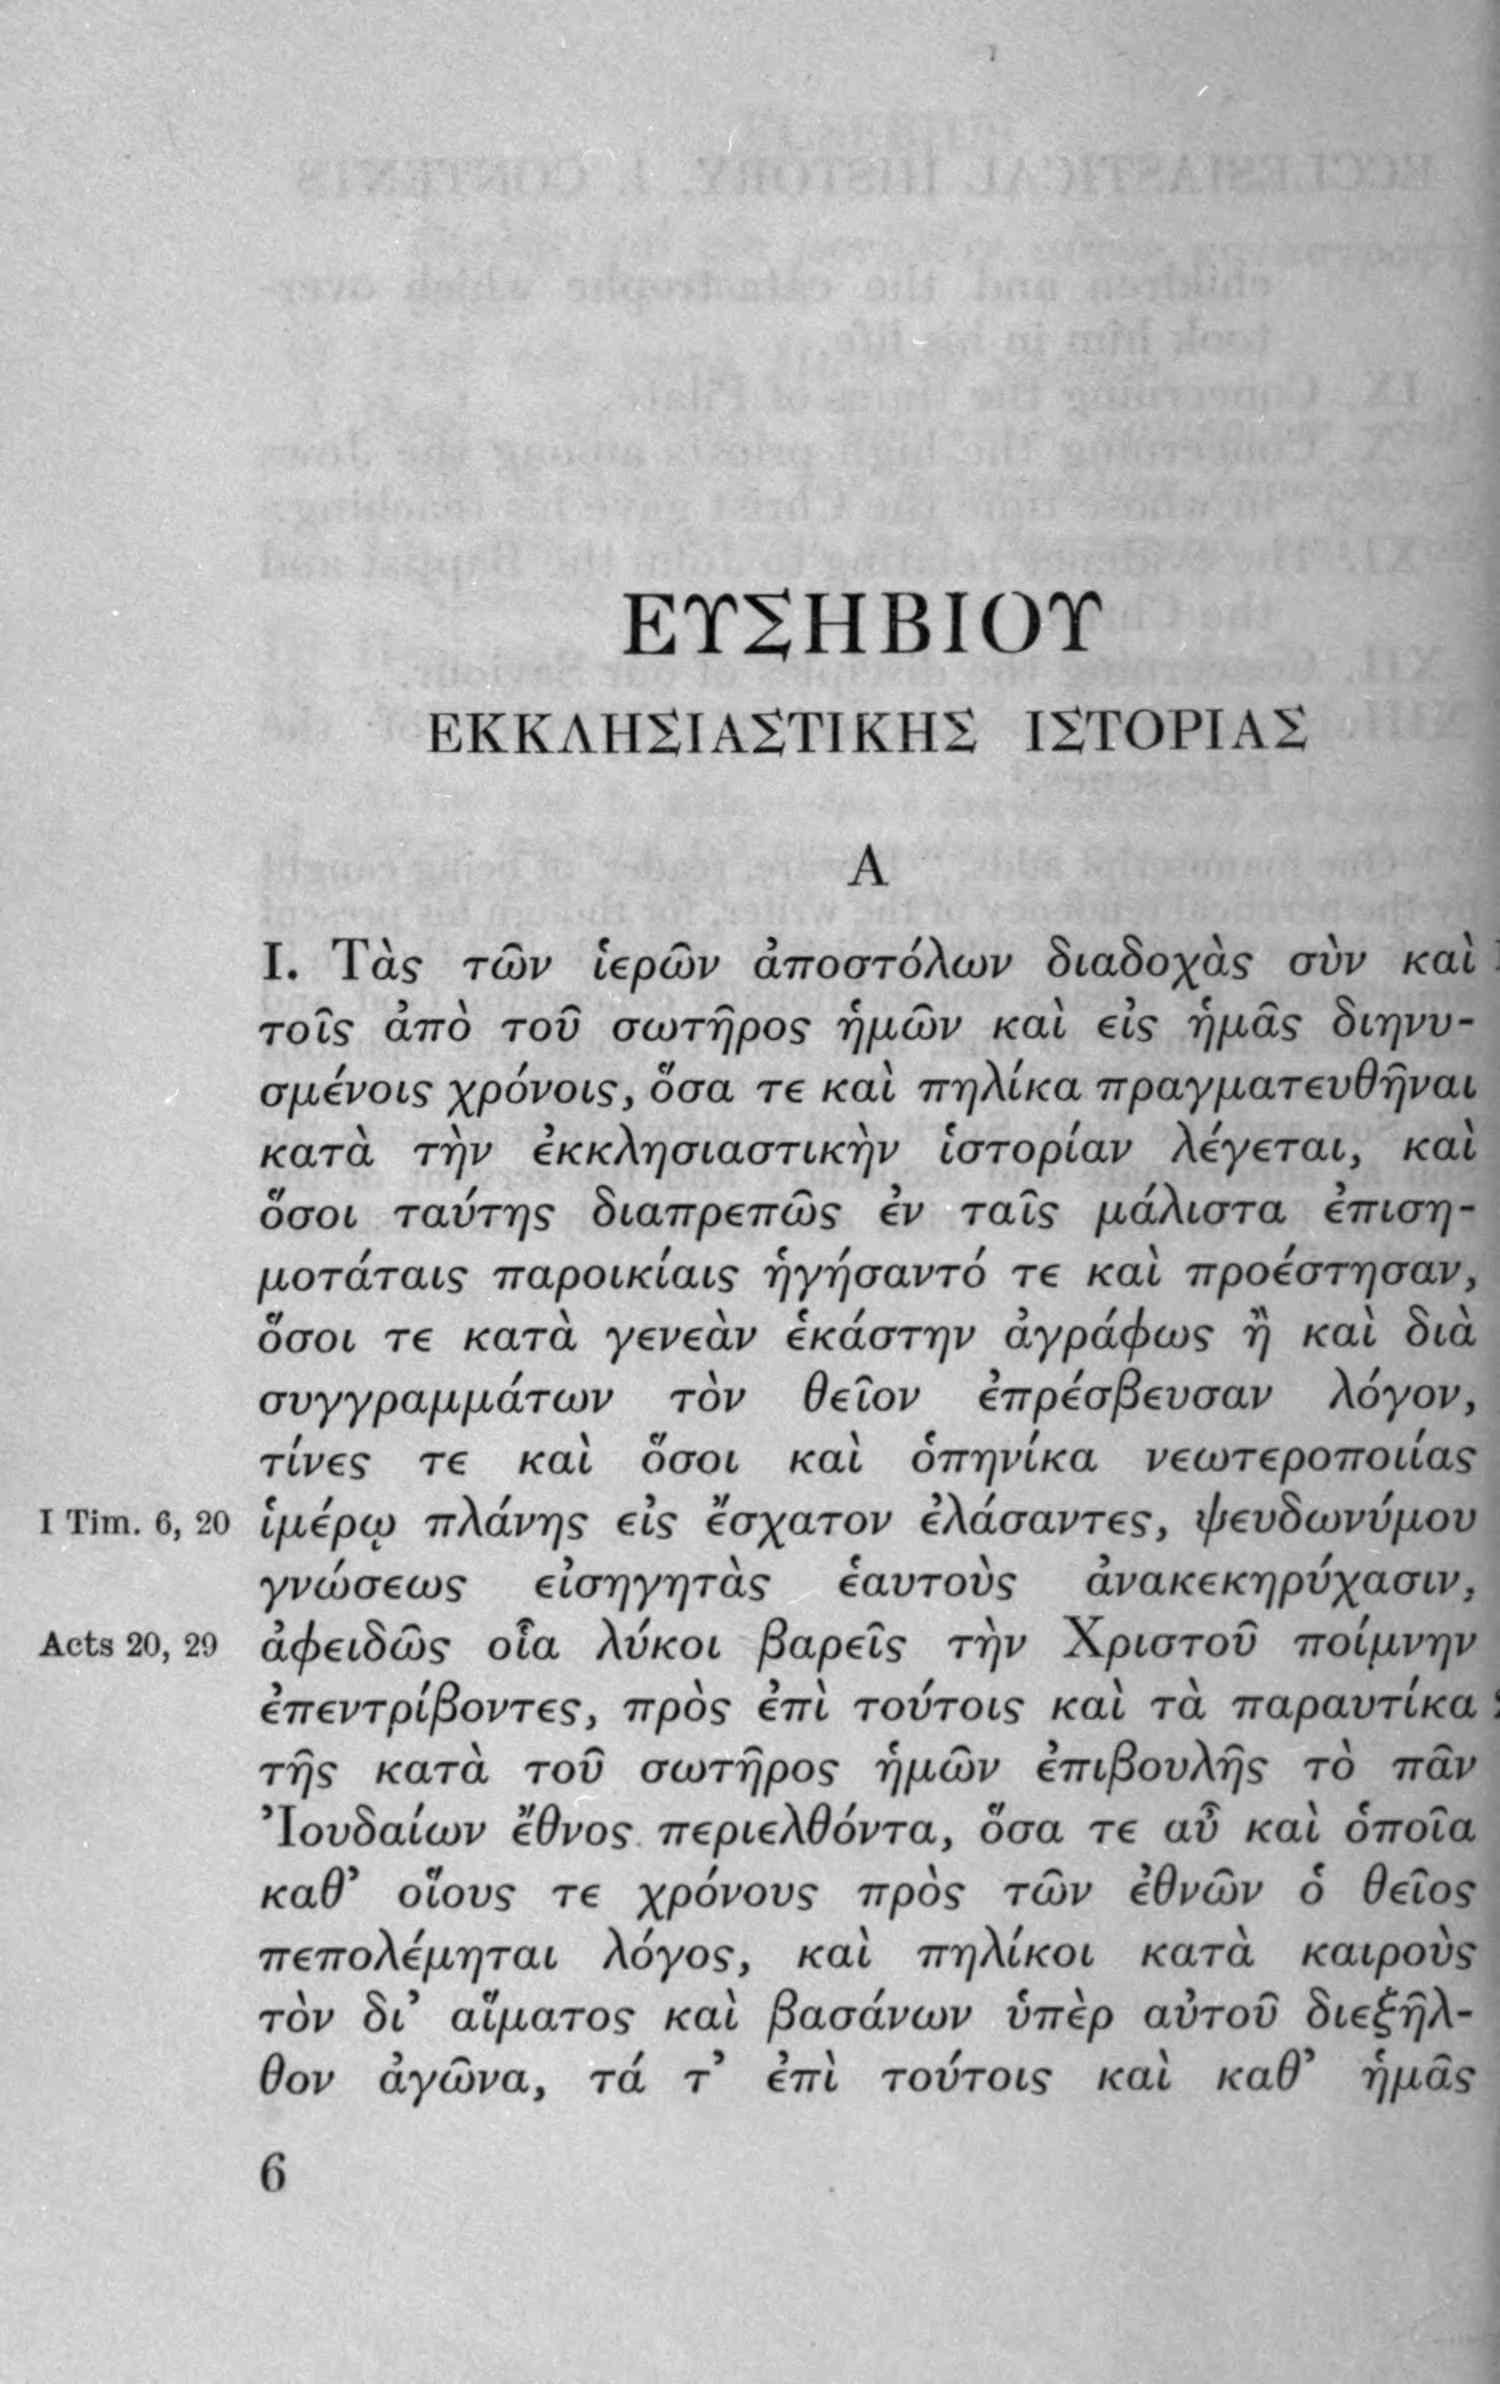 ΕΥΣΗΒΙΟΥ
ΕΚΚΛΗΣΙΑΣΤΙΚΗΣ ΙΣΤΟΡΙΑΣ
Α
I. Τὰς τῶν ἱερῶν ἀποστόλων διαδοχὰς σὺν καὶ
τοῖς ἀπὸ τοῦ σωτῆρος ἡμῶν καὶ εἰς ἡμᾶς διηνυ-
σμένοις χρόνοις, ὅσα τε καὶ πηλίκα πραγματευθῆναι
κατὰ τὴν ἐκκλησιαστικὴν ἱστορίαν λέγεται, καὶ
ὅσοι ταύτης διαπρεπῶς ἐν ταῖς μάλιστα ἐπιση-
μοτάταις παροικίαις ἡγήσαντό τε καὶ προέστησαν,
ὅσοι τε κατὰ γενεὰν ἑκάστην ἀγράφως ἢ καὶ διὰ
συγγραμμάτων τὸν θεῖον ἐπρέσβευσαν λόγον,
τίνες τε καὶ ὅσοι καὶ ὁπηνίκα νεωτεροποιίας
I Tim. 6, 20 ἱμέρῳ πλάνης εἰς ἔσχατον ἐλάσαντες, ψευδωνύμου
γνώσεως εἰσηγητὰς ἑαυτοὺς ἀνακεκηρύχασιν,
Acts 20, 29 ἀφειδῶς οἷα λύκοι βαρεῖς τὴν Χριστοῦ ποίμνην
ἐπεντρίβοντες, πρὸς ἐπὶ τούτοις καὶ τὰ παραυτίκα
τῆς κατὰ τοῦ σωτῆρος ἡμῶν ἐπιβουλῆς τὸ πᾶν
Ἰουδαίων ἔθνος περιελθόντα, ὅσα τε αὖ καὶ ὁποῖα
καθ’ οἵους τε χρόνους πρὸς τῶν ἐθνῶν ὁ θεῖος
πεπολέμηται λόγος, καὶ πηλίκοι κατὰ καιροὺς
τὸν δι’ αἵματος καὶ βασάνων ὑπὲρ αὐτοῦ διεξῆλ-
θον ἀγῶνα, τά τ’ ἐπὶ τούτοις καὶ καθ’ ἡμᾶς
6